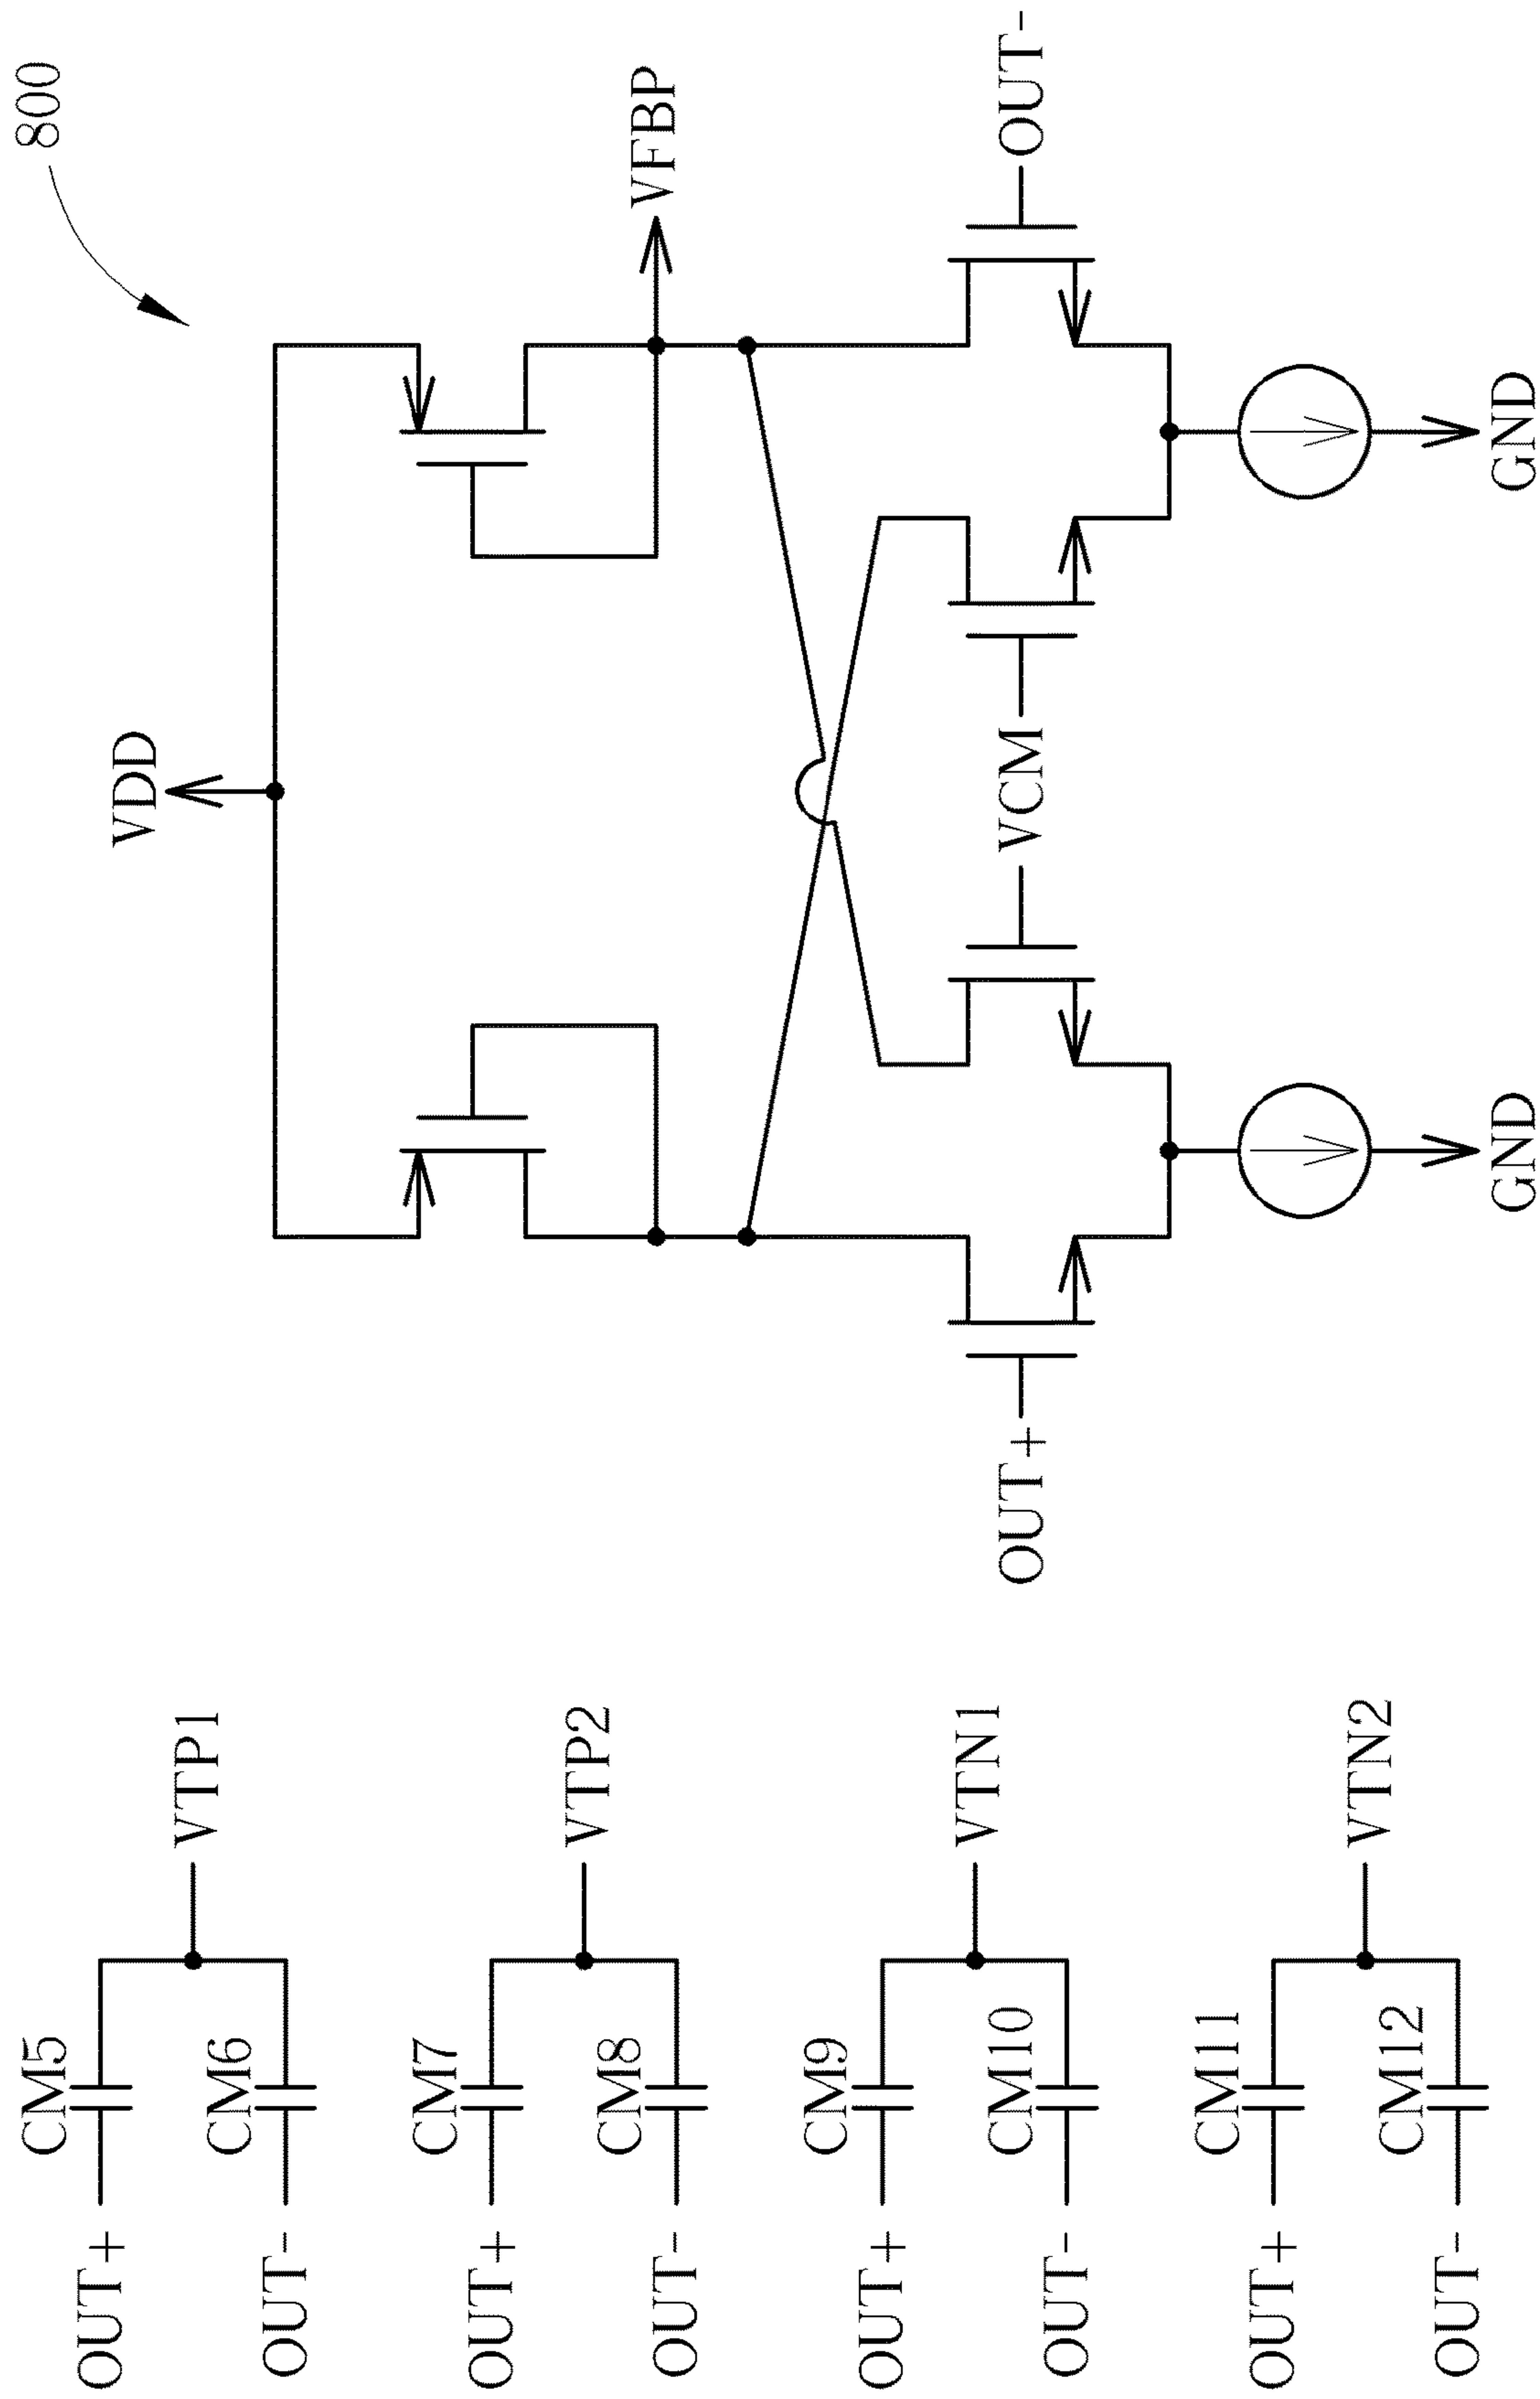 800
VDD
VFBP
OUT+
VCM
OUT-
GND
GND
OUT+
CM5
VTP1
OUT-
CM6
OUT+
CM7
VTP2
OUT-
CM8
OUT+
CM9
VTN1
OUT-
CM10
OUT+
CM11
VTN2
OUT-
CM12